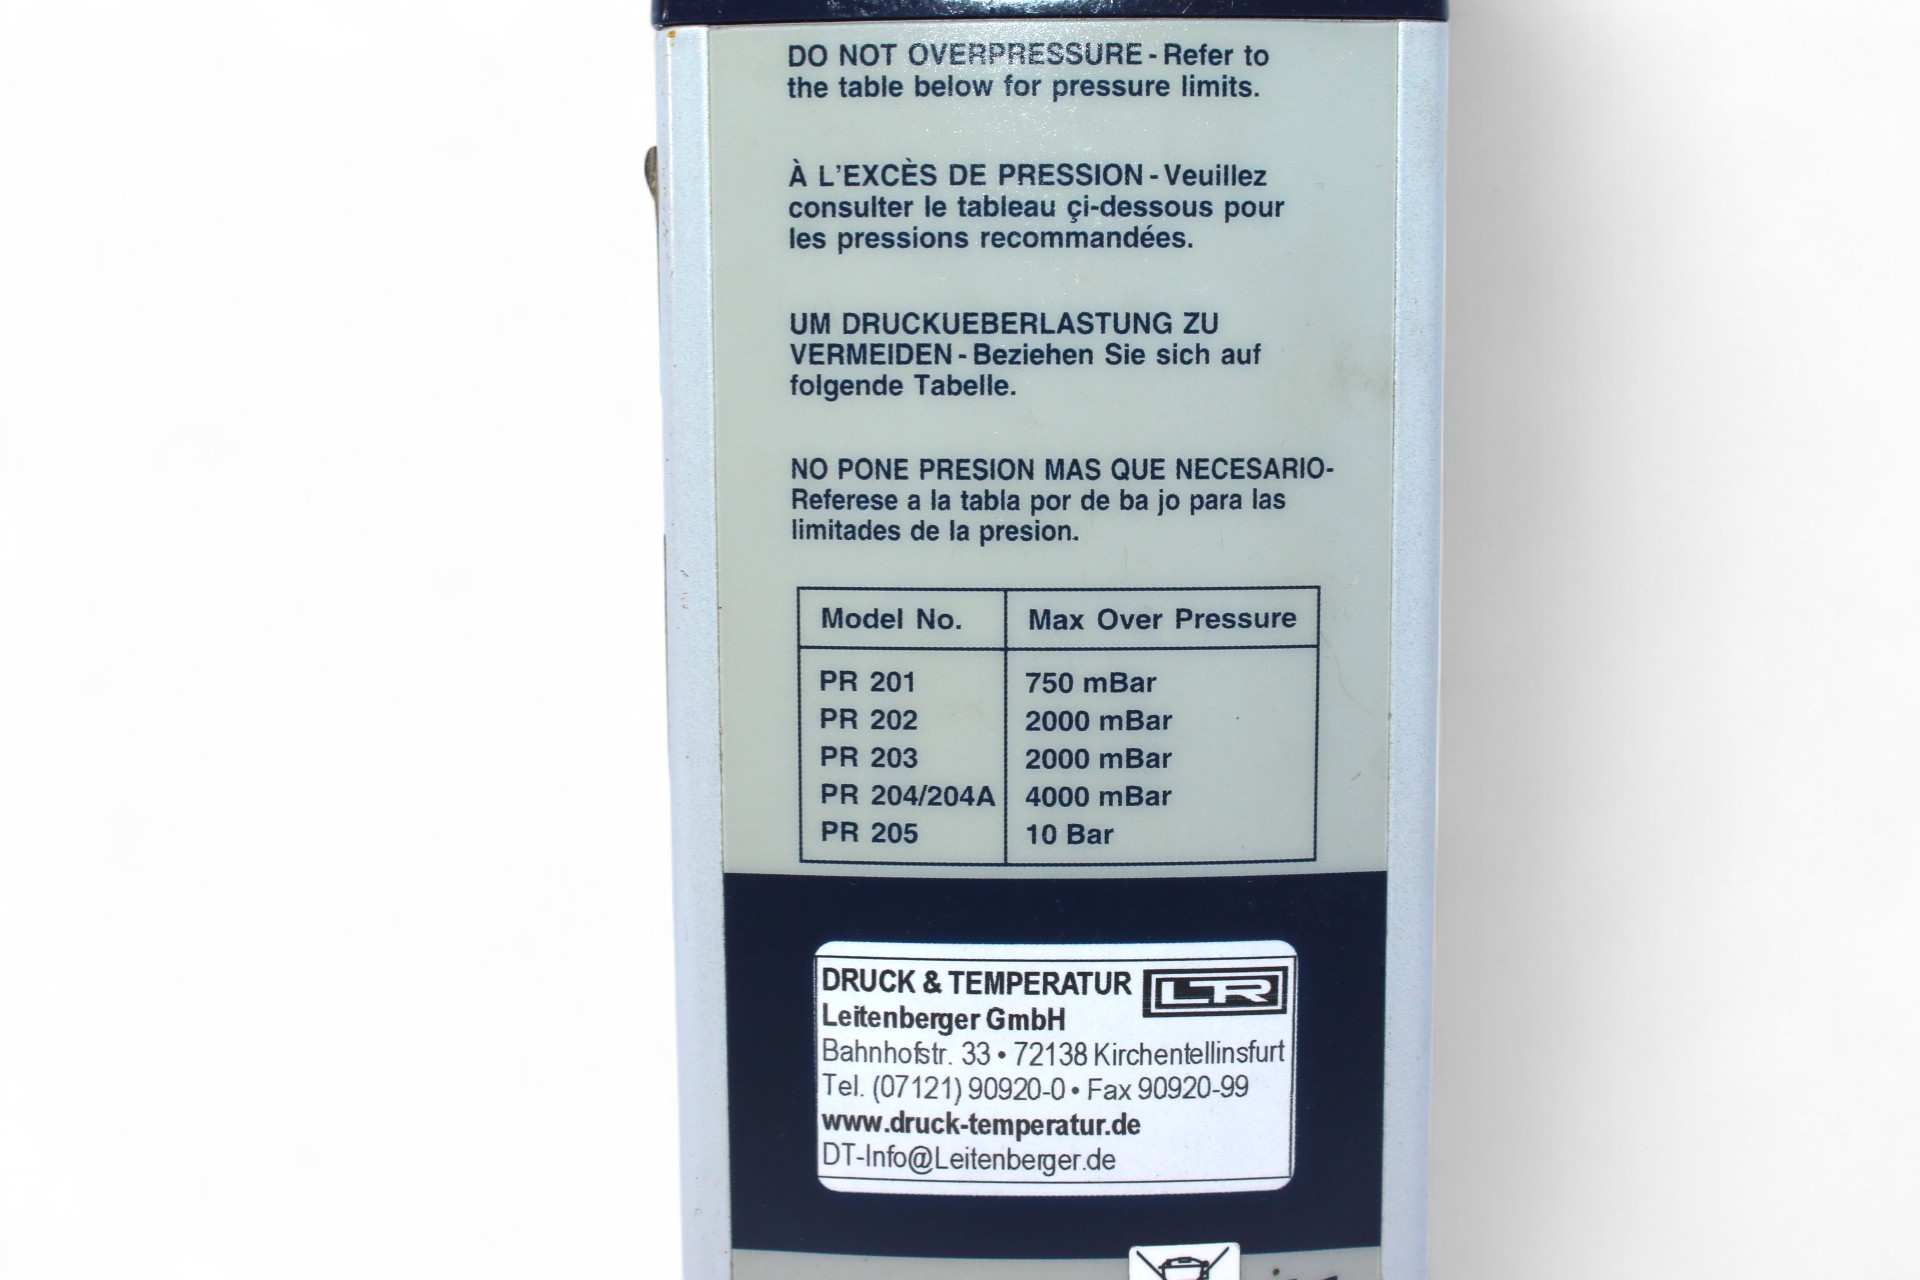 DO NOT OVERPRESSURE - Refer to
the table below for pressure limits.
À L'EXCÈS DE PRESSION - Veuillez
consulter le tableau çi-dessous pour
les pressions recommandées.
UM DRUCKUEBERLASTUNG ZU
VERMEIDEN - Beziehen Sie sich auf
folgende Tabelle.
NO PONE PRESION MAS QUE NECESARIO-
Referese a la tabla por de ba jo para las
limitades de la presion.
Model No. Max Over Pressure
PR 201 750 mBar
PR 202 2000 mBar
PR 203 2000 mBar
PR 204/204A 4000 mBar
PR 205 10 Bar
DRUCK & TEMPERATUR LTR
Leitenberger GmbH
Bahnhofstr. 33 • 72138 Kirchentellinsfurt
Tel. (07121) 90920-0 • Fax 90920-99
www.druck-temperatur.de
DT-Info@Leitenberger.de